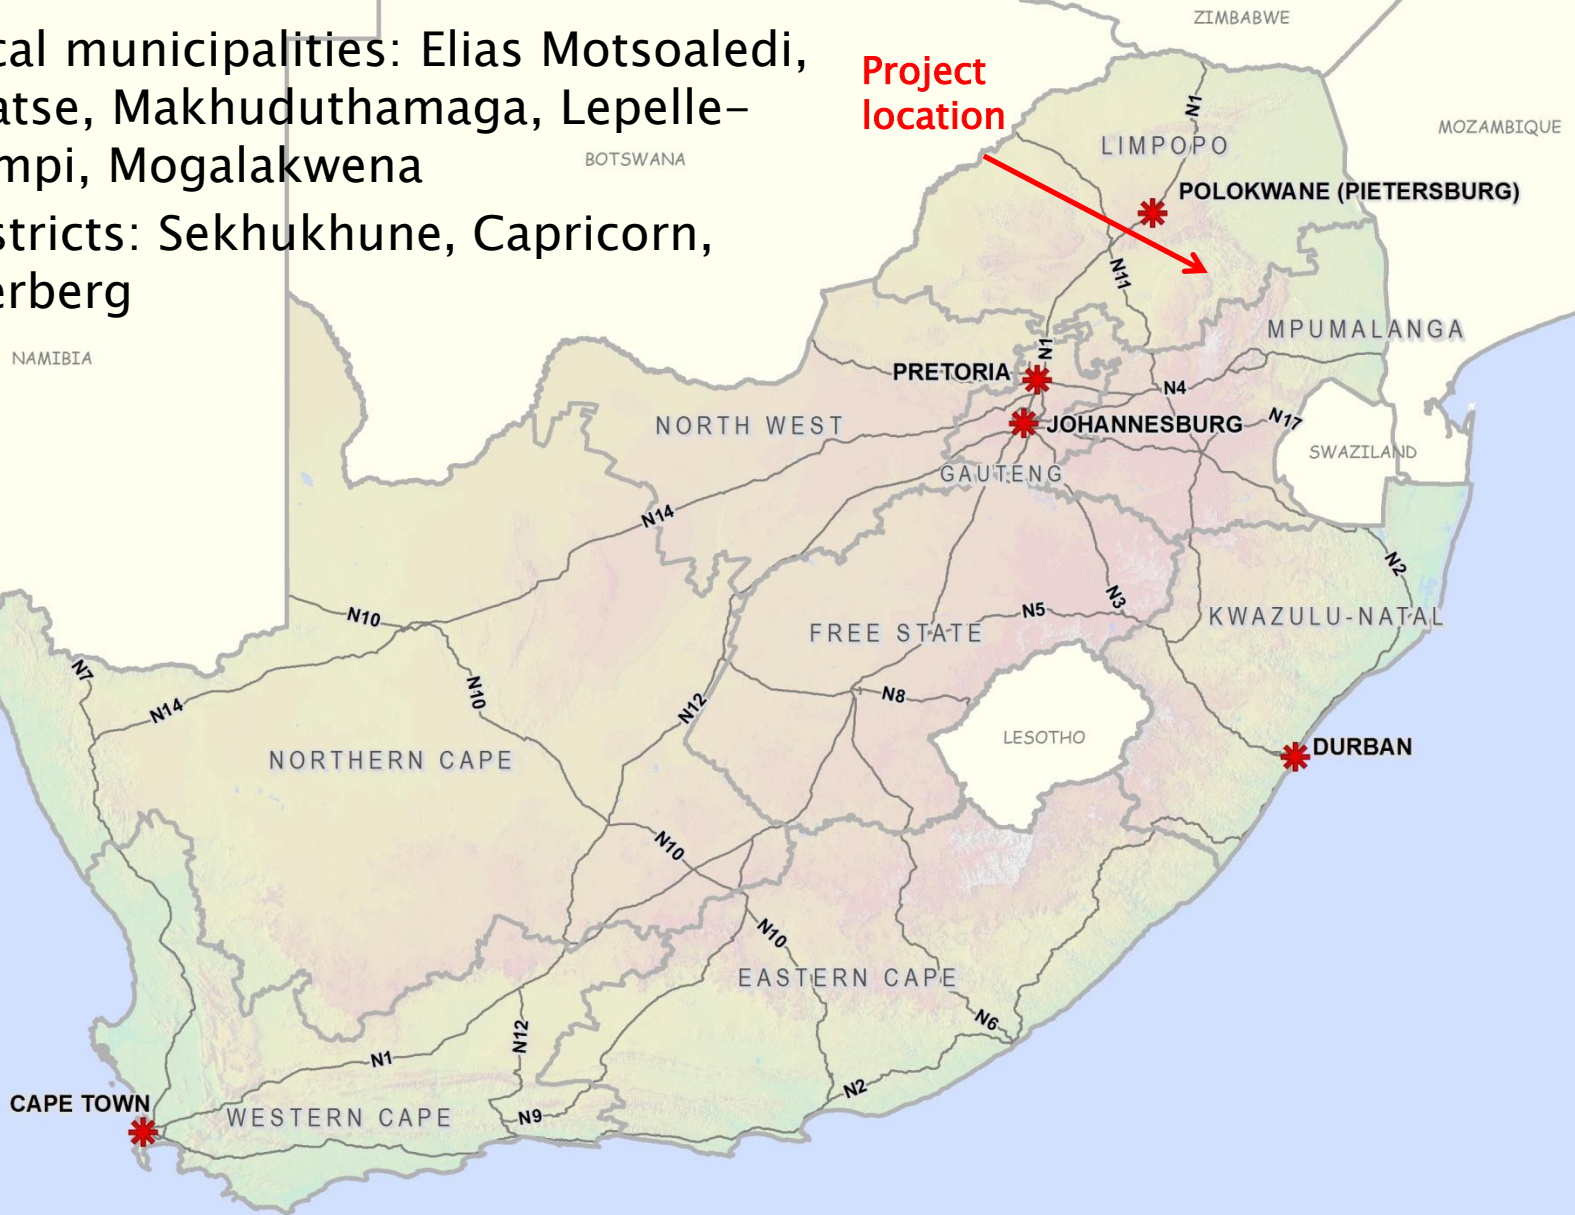 ZIMBABWE
cal municipalities: Elias Motsoaledi,
atse, Makhuduthamaga, Lepelle-
mpi, Mogalakwena
stricts: Sekhukhune, Capricorn,
erberg
Project
location
BOTSWANA
MOZAMBIQUE
N1
LIMPOPO
POLOKWANE (PIETERSBURG)
N11
MPUMALANGA
NAMIBIA
N1
PRETORIA
N4
NORTH WEST
JOHANNESBURG
N17
SWAZILAND
GAUTENG
N14
N2
N10
N5
N3
KWAZULU-NATAL
FREE STATE
N7
N10
N8
N12
N14
LESOTHO
DURBAN
NORTHERN CAPE
N10
N10
EASTERN CAPE
N6
N12
N1
N2
CAPE TOWN
WESTERN CAPE
N9